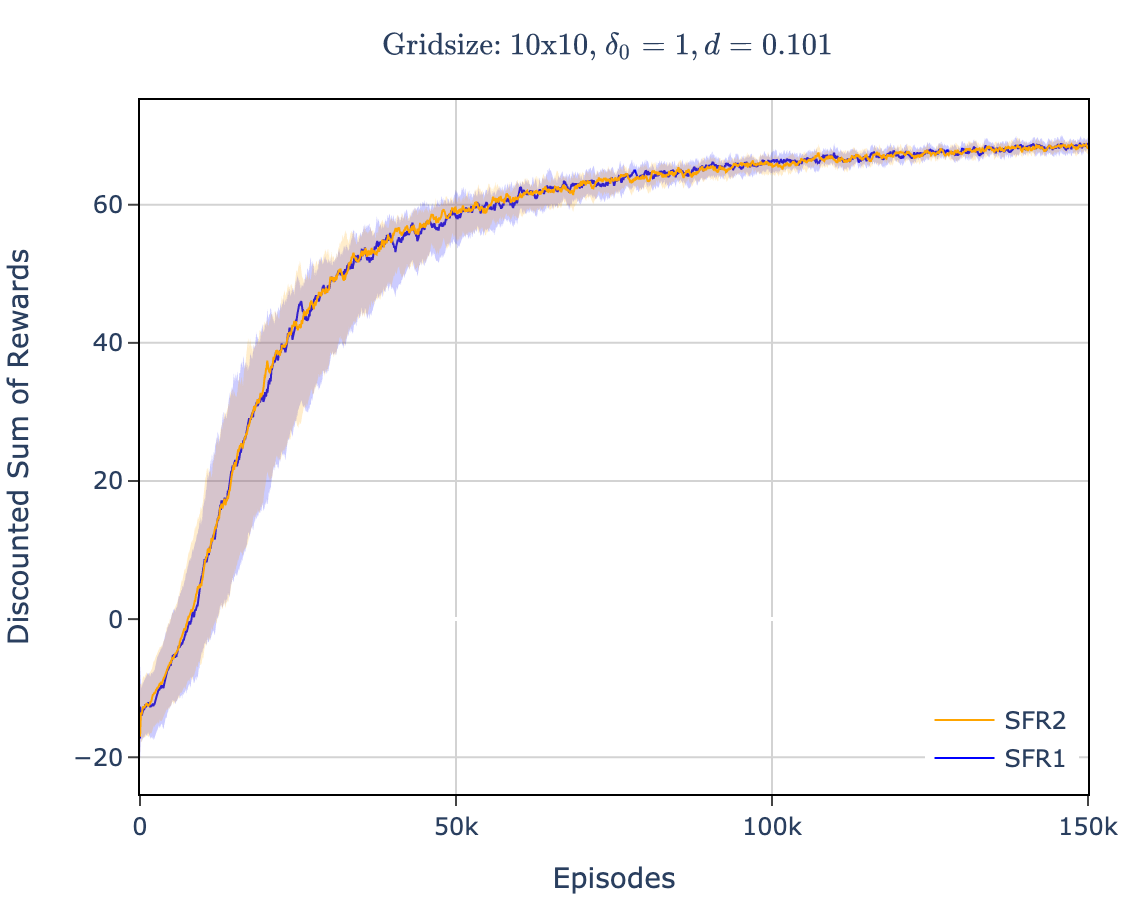 Gridsize: 10x10, δ₀ = 1, d = 0.101
Discounted Sum of Rewards
60
40
20
0
−20
SFR2
SFR1
0
50k
100k
150k
Episodes